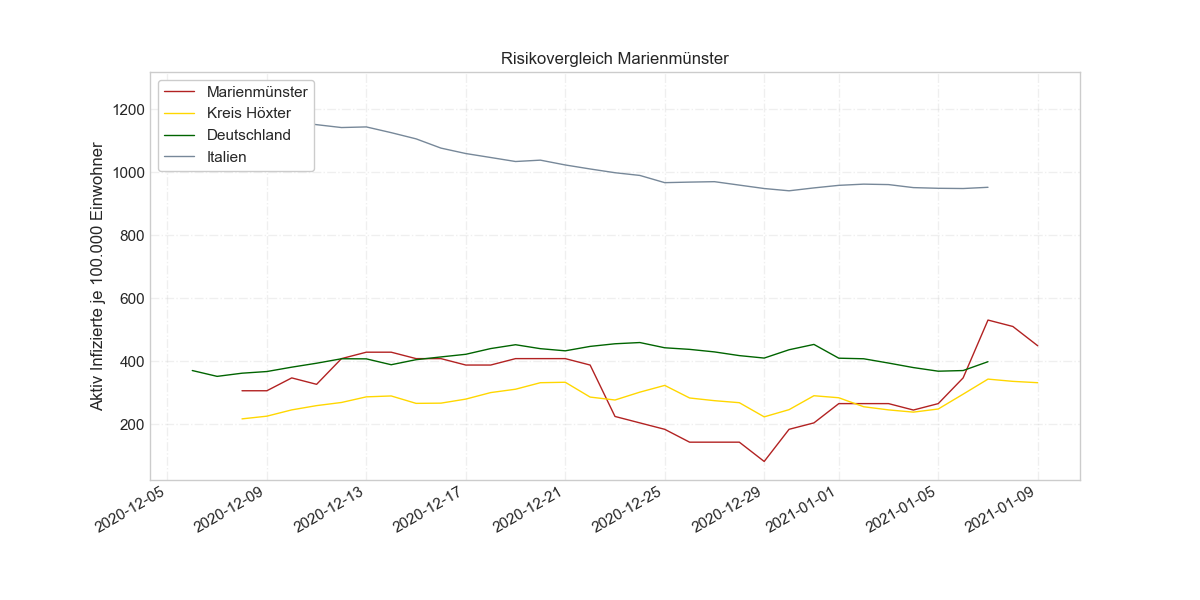 Risikovergleich Marienmünster
Marienmünster
Kreis Höxter
Deutschland
Italien
Aktiv Infizierte je 100.000 Einwohner
1200
1000
800
600
400
200
2020-12-05
2020-12-09
2020-12-13
2020-12-17
2020-12-21
2020-12-25
2020-12-29
2021-01-01
2021-01-05
2021-01-09